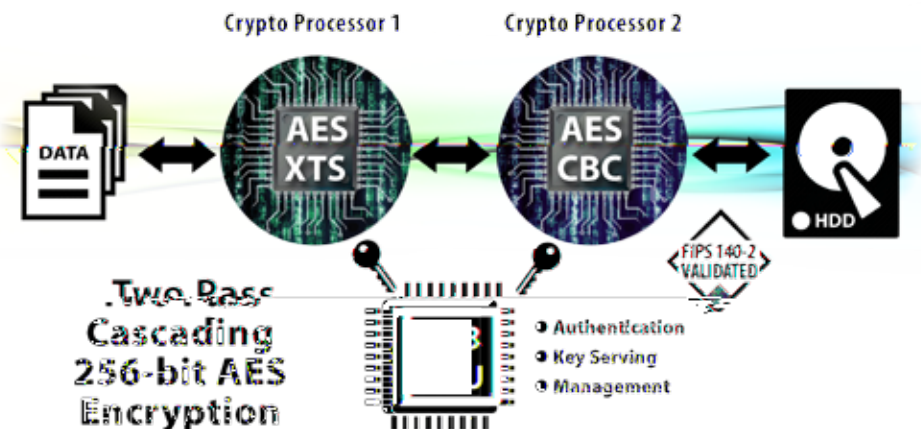 Crypto Processor 1
Crypto Processor 2
DATA
AES
XTS
AES
CBC
HDD
FIPS 140-2
VALIDATED
Two Pass
Cascading
256-bit AES
Encryption
Authentication
Key Serving
Management